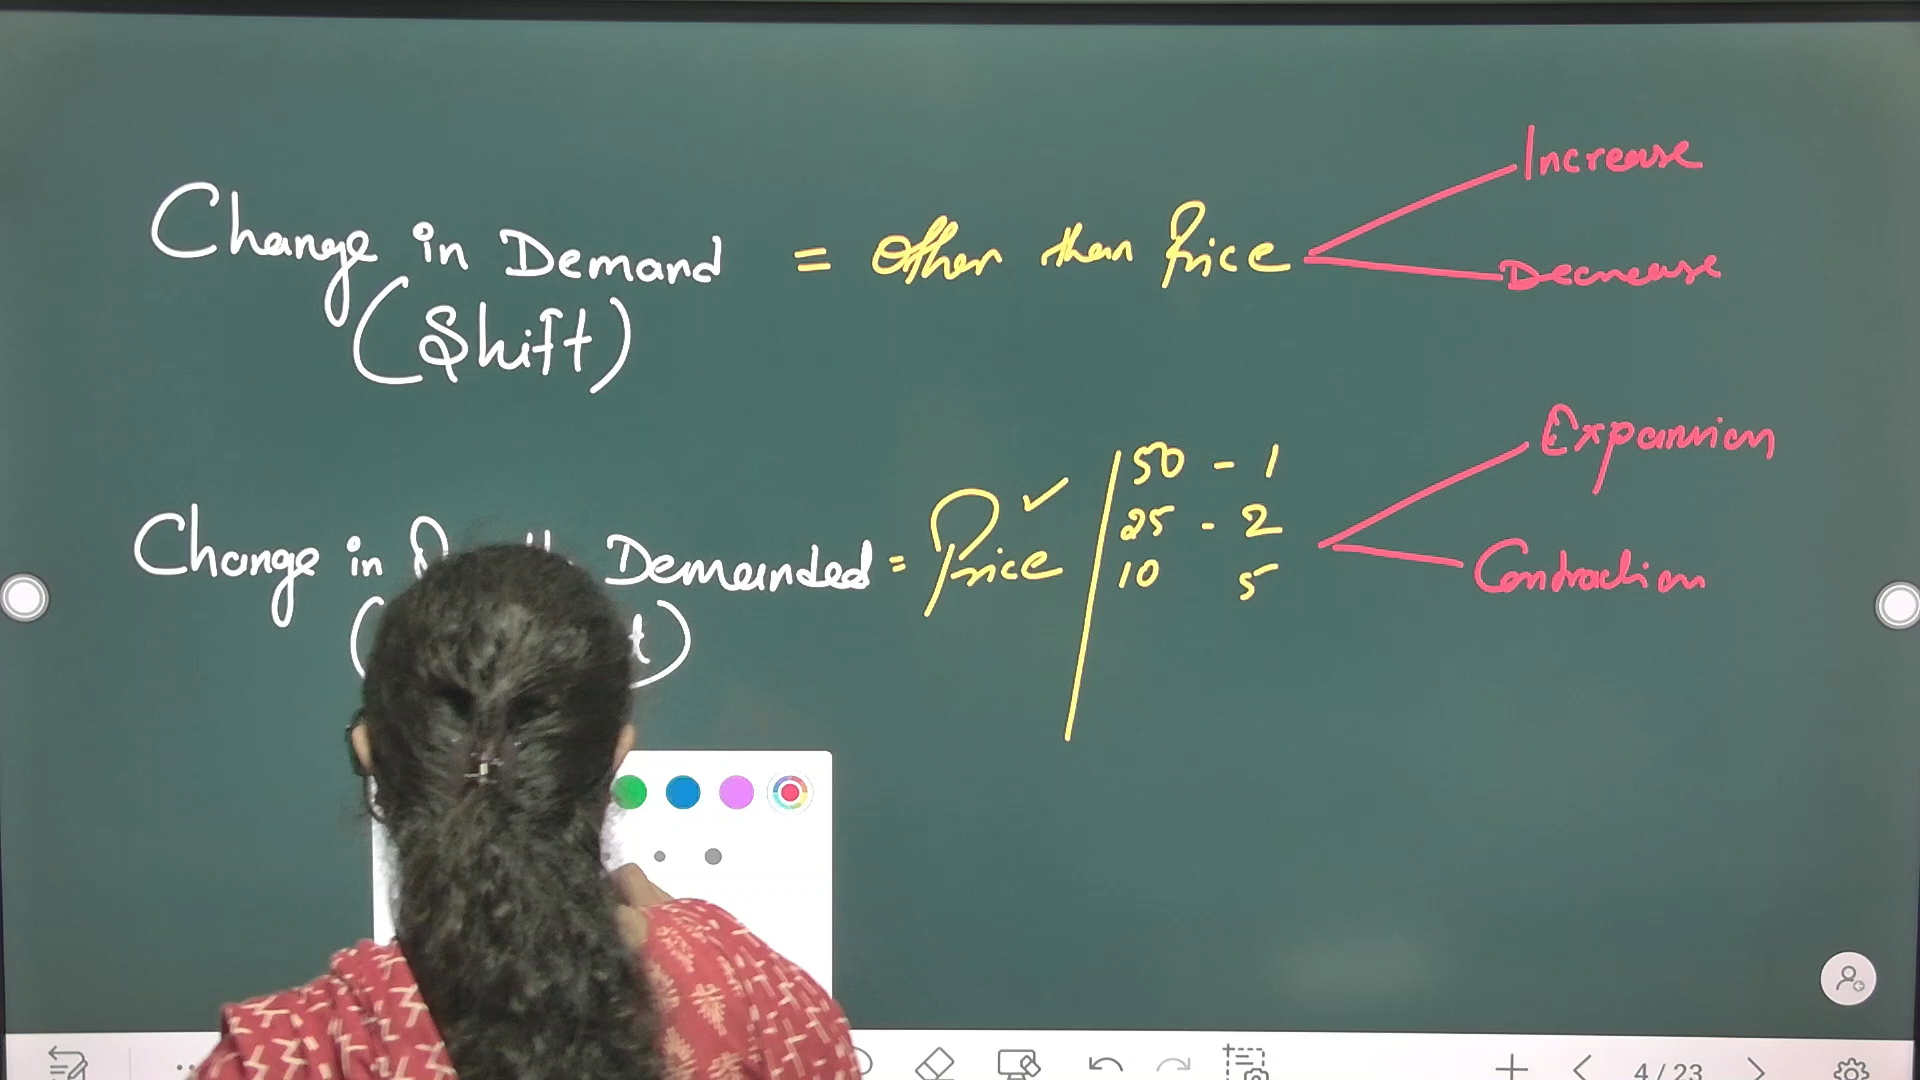 Change in Demand = Other than Price
Increase
Decrease
(Shift)
Change in Demanded = Price ✓
50 - 1
25 - 2
10 5
Expansion
Contraction
4/23